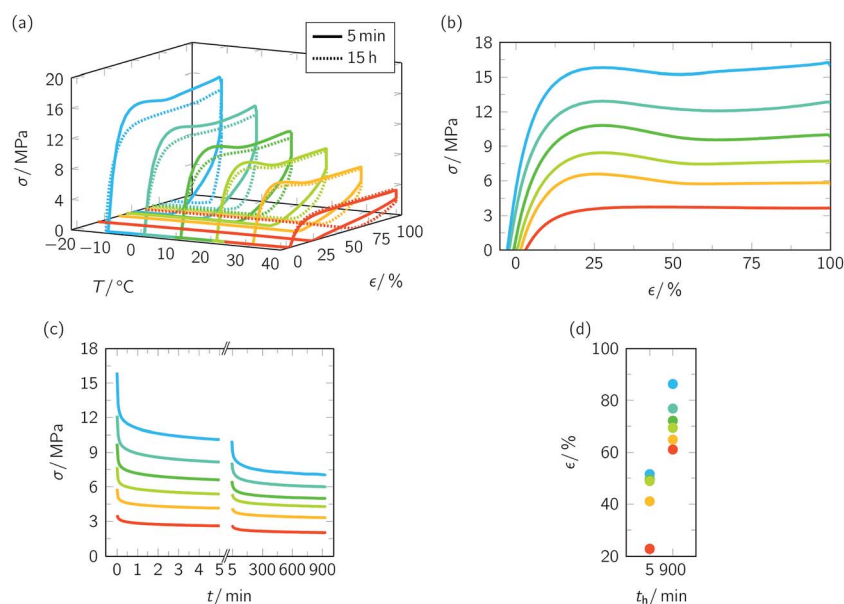 (a)
5 min
15 h
20
16
12
8
4
0
σ / MPa
−20
−10
0
10
20
30
40
T / °C
0
25
50
75
100
ϵ / %
(b)
18
15
12
9
6
3
0
σ / MPa
0 25 50 75 100
ϵ / %
(c)
18
15
12
9
6
3
0
σ / MPa
0 1 2 3 4 5 5 300 600 900
t / min
(d)
100
80
60
40
20
ϵ / %
5 900
t_h / min